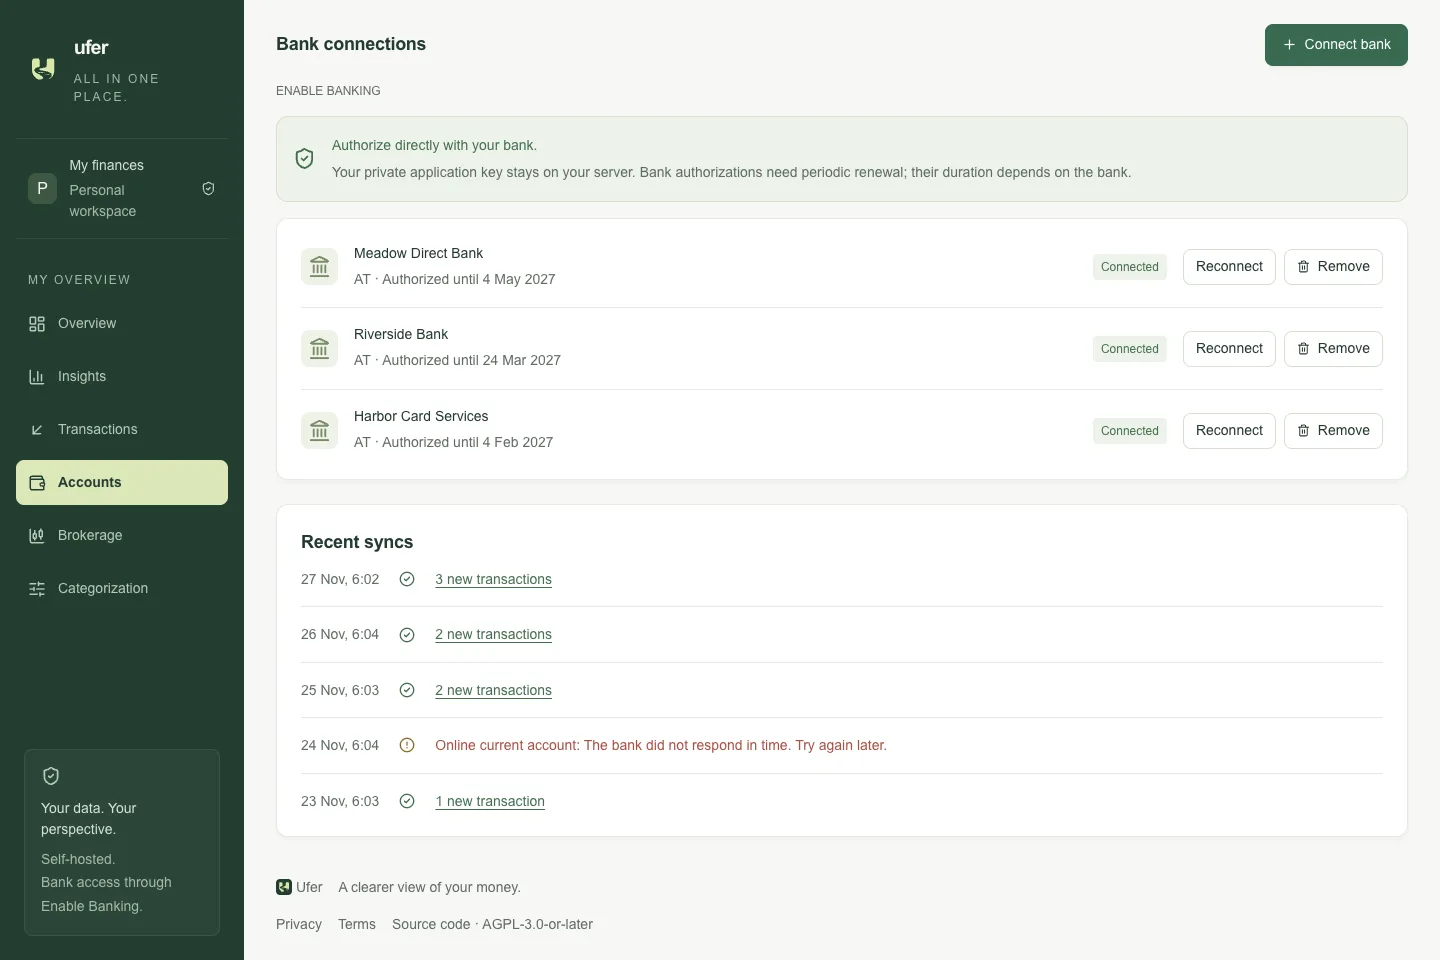 ufer
ALL IN ONE
PLACE.
P
My finances
Personal
workspace
MY OVERVIEW
Overview
Insights
Transactions
Accounts
Brokerage
Categorization
Your data. Your
perspective.
Self-hosted.
Bank access through
Enable Banking.
Bank connections
Connect bank
ENABLE BANKING
Authorize directly with your bank.
Your private application key stays on your server. Bank authorizations need periodic renewal; their duration depends on the bank.
Meadow Direct Bank
AT · Authorized until 4 May 2027
Connected Reconnect Remove
Riverside Bank
AT · Authorized until 24 Mar 2027
Connected Reconnect Remove
Harbor Card Services
AT · Authorized until 4 Feb 2027
Connected Reconnect Remove
Recent syncs
27 Nov, 6:02 3 new transactions
26 Nov, 6:04 2 new transactions
25 Nov, 6:03 2 new transactions
24 Nov, 6:04 Online current account: The bank did not respond in time. Try again later.
23 Nov, 6:03 1 new transaction
Ufer A clearer view of your money.
Privacy Terms Source code · AGPL-3.0-or-later